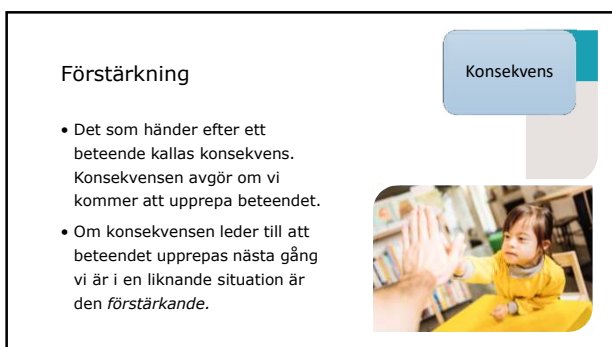 Förstärkning
Konsekvens
• Det som händer efter ett
beteende kallas konsekvens.
Konsekvensen avgör om vi
kommer att upprepa beteendet.
• Om konsekvensen leder till att
beteendet upprepas nästa gång
vi är i en liknande situation är
den förstärkande.